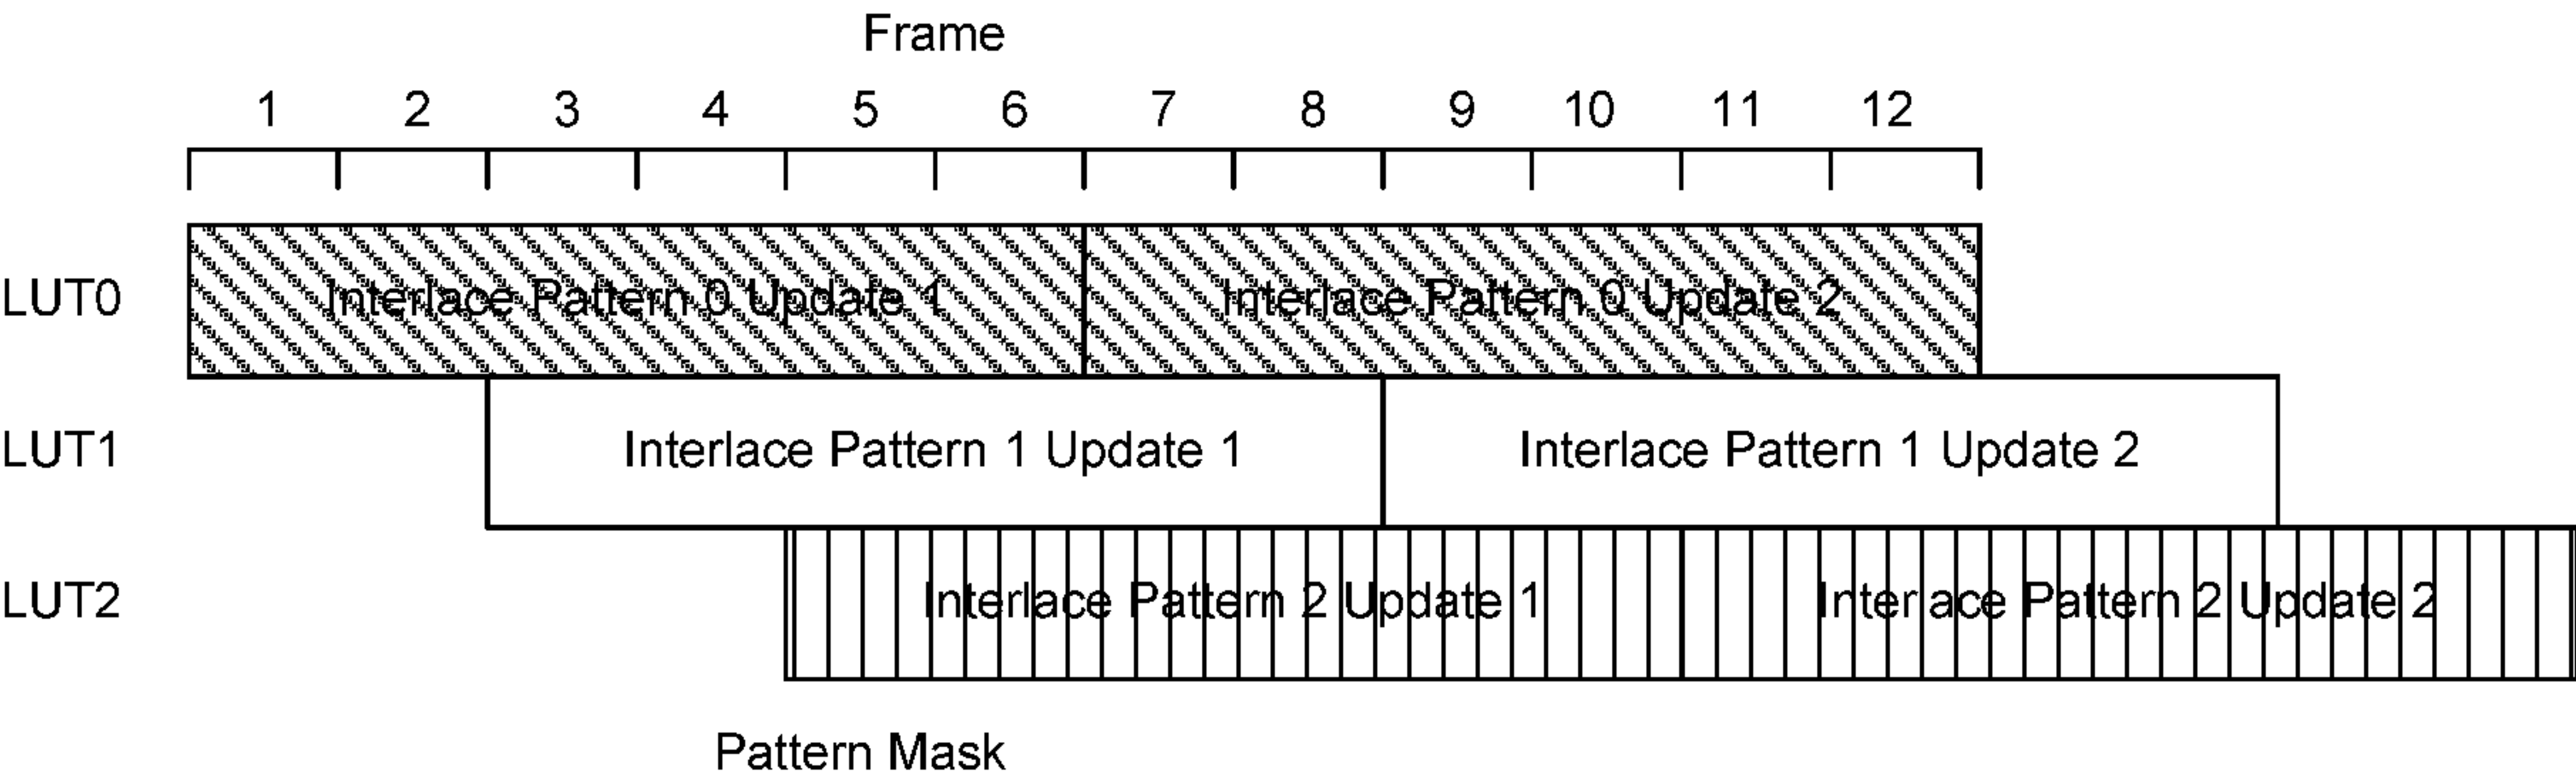 Frame
1 2 3 4 5 6 7 8 9 10 11 12
LUT0 Interlace Pattern 0 Update 1 Interlace Pattern 0 Update 2
LUT1 Interlace Pattern 1 Update 1 Interlace Pattern 1 Update 2
LUT2 Interlace Pattern 2 Update 1 Interlace Pattern 2 Update 2
Pattern Mask